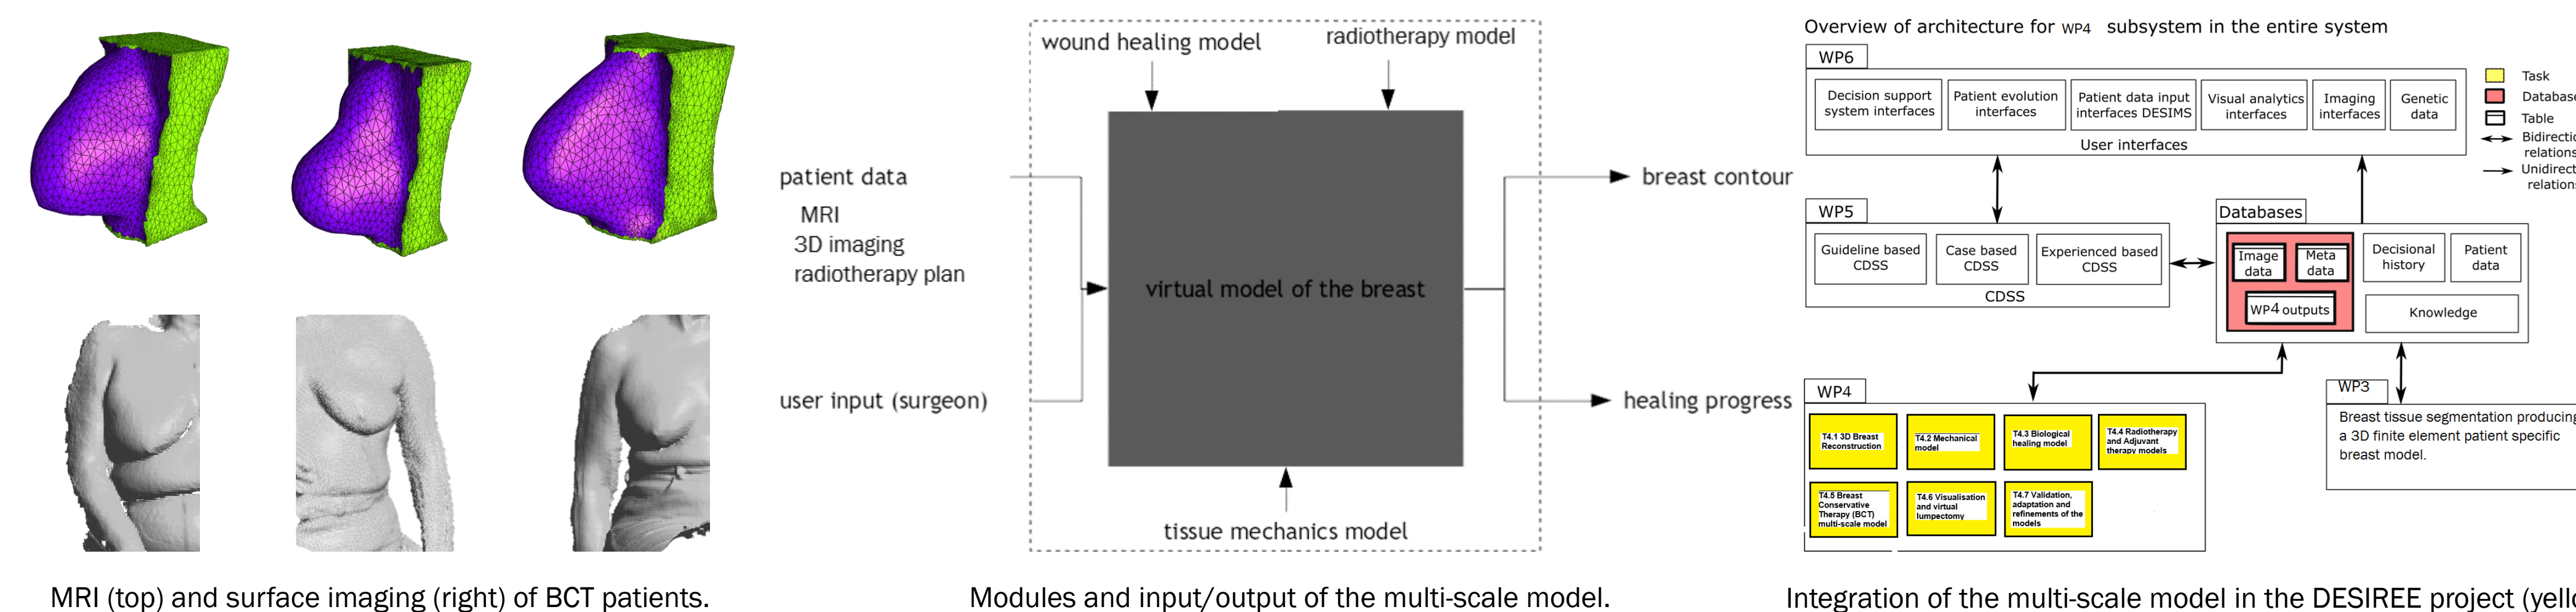 wound healing model
radiotherapy model
patient data
MRI
3D imaging
radiotherapy plan
user input (surgeon)
virtual model of the breast
tissue mechanics model
breast contour
healing progress
Overview of architecture for WP4 subsystem in the entire system
WP6
Decision support
system interfaces
Patient evolution
interfaces
Patient data input
interfaces DESIMS
Visual analytics
interfaces
Imaging
interfaces
Genetic
data
User interfaces
Task
Database
Table
Bidirectio
relations
Unidirect
relation
WP5
Guideline based
CDSS
Case based
CDSS
Experienced based
CDSS
CDSS
Databases
Image
data
Meta
data
WP4 outputs
Decisional
history
Patient
data
Knowledge
WP4
T4.1 3D Breast
Reconstruction
T4.2 Mechanical
model
T4.3 Biological
healing model
T4.4 Radiotherapy
and Adjuvant
therapy models
T4.5 Breast
Conservative
Therapy (BCT)
multi-scale model
T4.6 Visualisation
and virtual
lumpectomy
T4.7 Validation,
adaptation and
refinements of the
models
WP3
Breast tissue segmentation producing
a 3D finite element patient specific
breast model.
MRI (top) and surface imaging (right) of BCT patients.
Modules and input/output of the multi-scale model.
Integration of the multi-scale model in the DESIREE project (yell